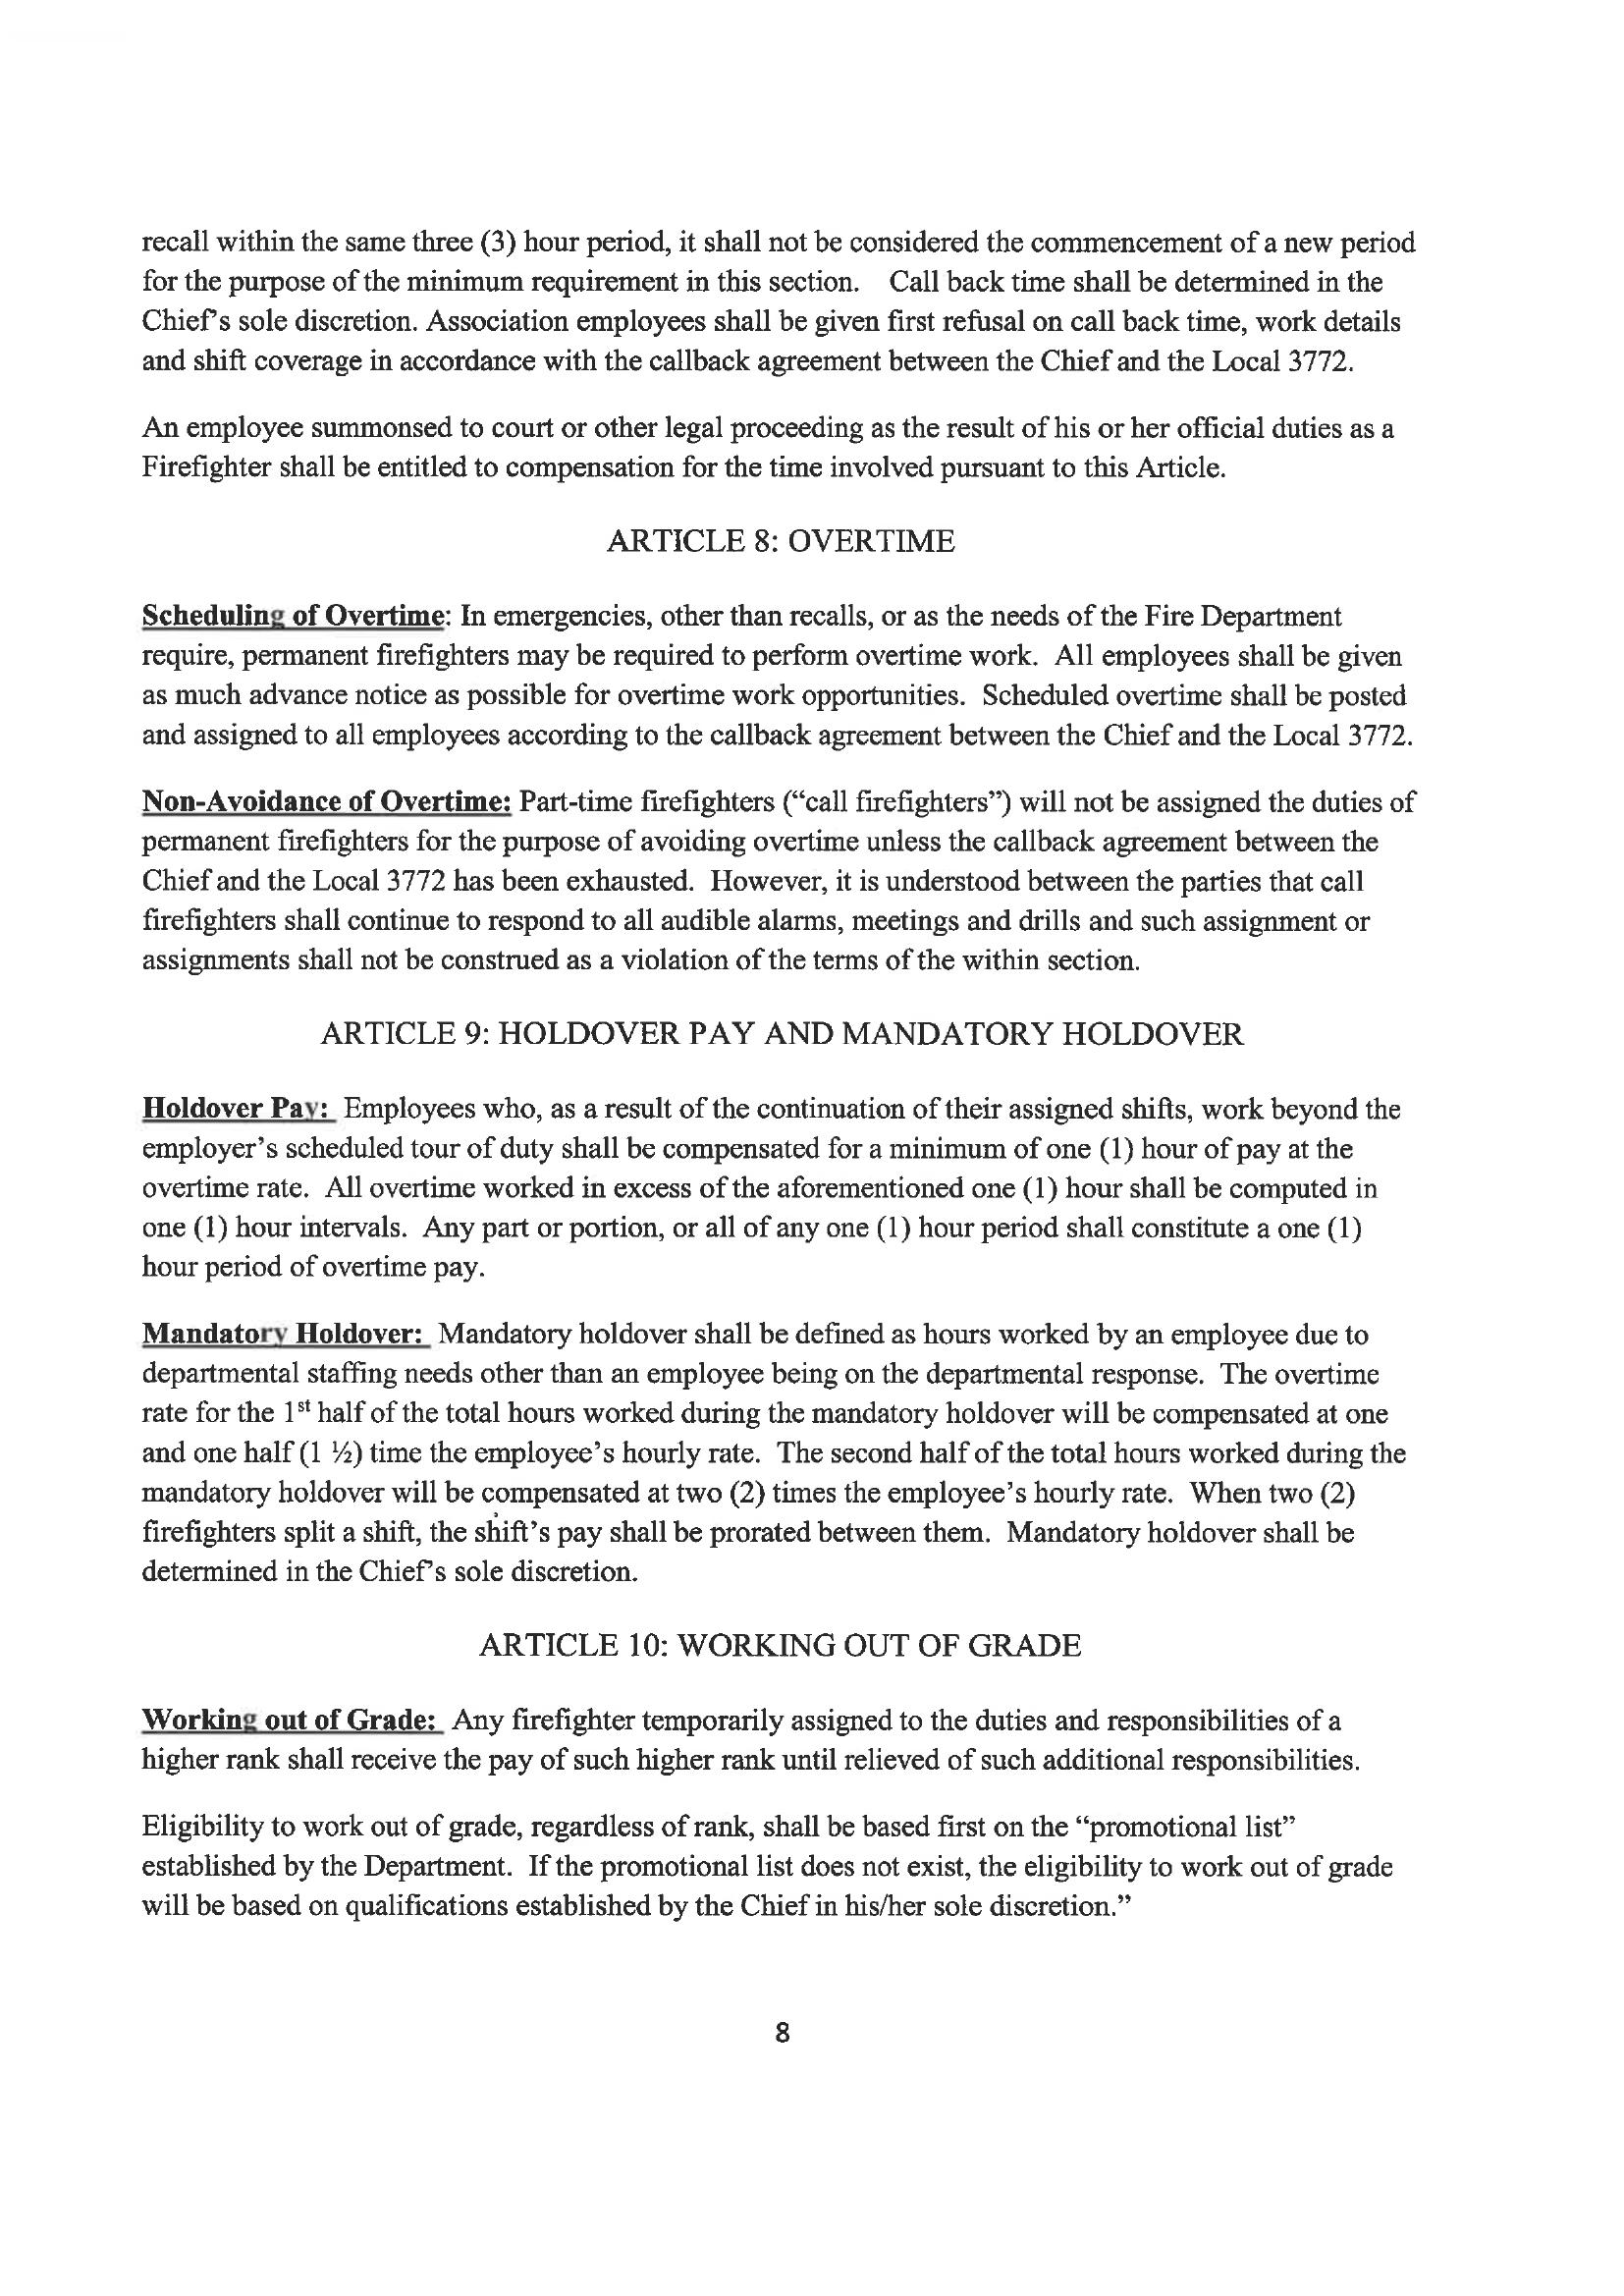 recall within the same three (3) hour period, it shall not be considered the commencement of a new period
for the purpose of the minimum requirement in this section. Call back time shall be determined in the
Chief's sole discretion. Association employees shall be given first refusal on call back time, work details
and shift coverage in accordance with the callback agreement between the Chief and the Local 3772.
An employee summonsed to court or other legal proceeding as the result of his or her official duties as a
Firefighter shall be entitled to compensation for the time involved pursuant to this Article.
ARTICLE 8: OVERTIME
Scheduling of Overtime: In emergencies, other than recalls, or as the needs of the Fire Department
require, permanent firefighters may be required to perform overtime work. All employees shall be given
as much advance notice as possible for overtime work opportunities. Scheduled overtime shall be posted
and assigned to all employees according to the callback agreement between the Chief and the Local 3772.
Non-Avoidance of Overtime: Part-time firefighters (“call firefighters”) will not be assigned the duties of
permanent firefighters for the purpose of avoiding overtime unless the callback agreement between the
Chief and the Local 3772 has been exhausted. However, it is understood between the parties that call
firefighters shall continue to respond to all audible alarms, meetings and drills and such assignment or
assignments shall not be construed as a violation of the terms of the within section.
ARTICLE 9: HOLDOVER PAY AND MANDATORY HOLDOVER
Holdover Pay: Employees who, as a result of the continuation of their assigned shifts, work beyond the
employer’s scheduled tour of duty shall be compensated for a minimum of one (1) hour of pay at the
overtime rate. All overtime worked in excess of the aforementioned one (1) hour shall be computed in
one (1) hour intervals. Any part or portion, or all of any one (1) hour period shall constitute a one (1)
hour period of overtime pay.
Mandatory Holdover: Mandatory holdover shall be defined as hours worked by an employee due to
departmental staffing needs other than an employee being on the departmental response. The overtime
rate for the 1st half of the total hours worked during the mandatory holdover will be compensated at one
and one half (1 ½) time the employee’s hourly rate. The second half of the total hours worked during the
mandatory holdover will be compensated at two (2) times the employee’s hourly rate. When two (2)
firefighters split a shift, the shift’s pay shall be prorated between them. Mandatory holdover shall be
determined in the Chief's sole discretion.
ARTICLE 10: WORKING OUT OF GRADE
Working out of Grade: Any firefighter temporarily assigned to the duties and responsibilities of a
higher rank shall receive the pay of such higher rank until relieved of such additional responsibilities.
Eligibility to work out of grade, regardless of rank, shall be based first on the “promotional list”
established by the Department. If the promotional list does not exist, the eligibility to work out of grade
will be based on qualifications established by the Chief in his/her sole discretion.”
8